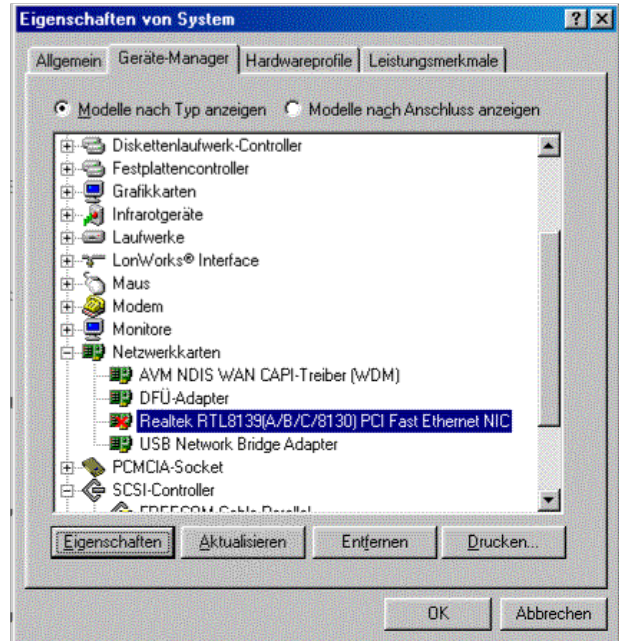 Eigenschaften von System
Allgemein Geräte-Manager Hardwareprofile Leistungsmerkmale
Modelle nach Typ anzeigen Modelle nach Anschluss anzeigen
Diskettenlaufwerk-Controller
Festplattencontroller
Grafikkarten
Infrarotgeräte
Laufwerke
LonWorks® Interface
Maus
Modem
Monitore
Netzwerkkarten
AVM NDIS WAN CAPI-Treiber (WDM)
DFÜ-Adapter
Realtek RTL8139(A/B/C/8130) PCI Fast Ethernet NIC
USB Network Bridge Adapter
PCMCIA-Socket
SCSI-Controller
FREECOM Cable Parallel
Eigenschaften Aktualisieren Entfernen Drucken...
OK Abbrechen